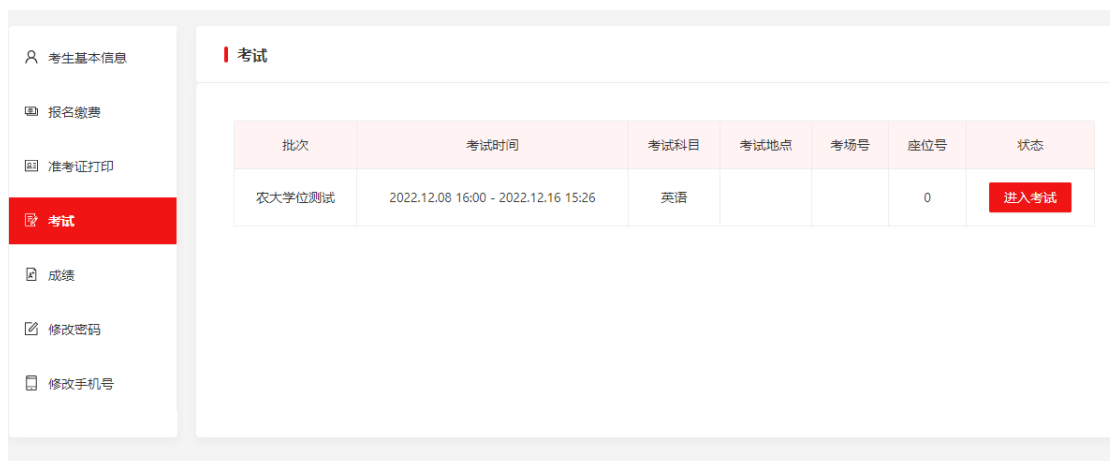 考生基本信息
报名缴费
准考证打印
考试
成绩
修改密码
修改手机号
考试
批次 考试时间 考试科目 考试地点 考场号 座位号 状态
农大学位测试 2022.12.08 16:00 - 2022.12.16 15:26 英语 0 进入考试